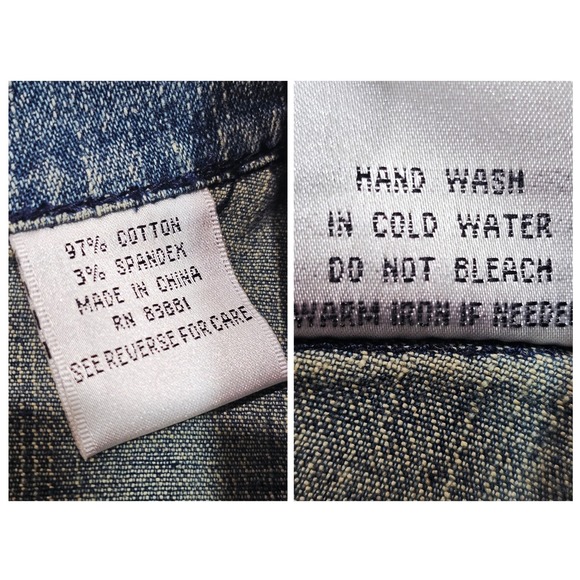 97% COTTON
3% SPANDEX
MADE IN CHINA
RN 83881
SEE REVERSE FOR CARE
HAND WASH
IN COLD WATER
DO NOT BLEACH
WARM IRON IF NEEDE